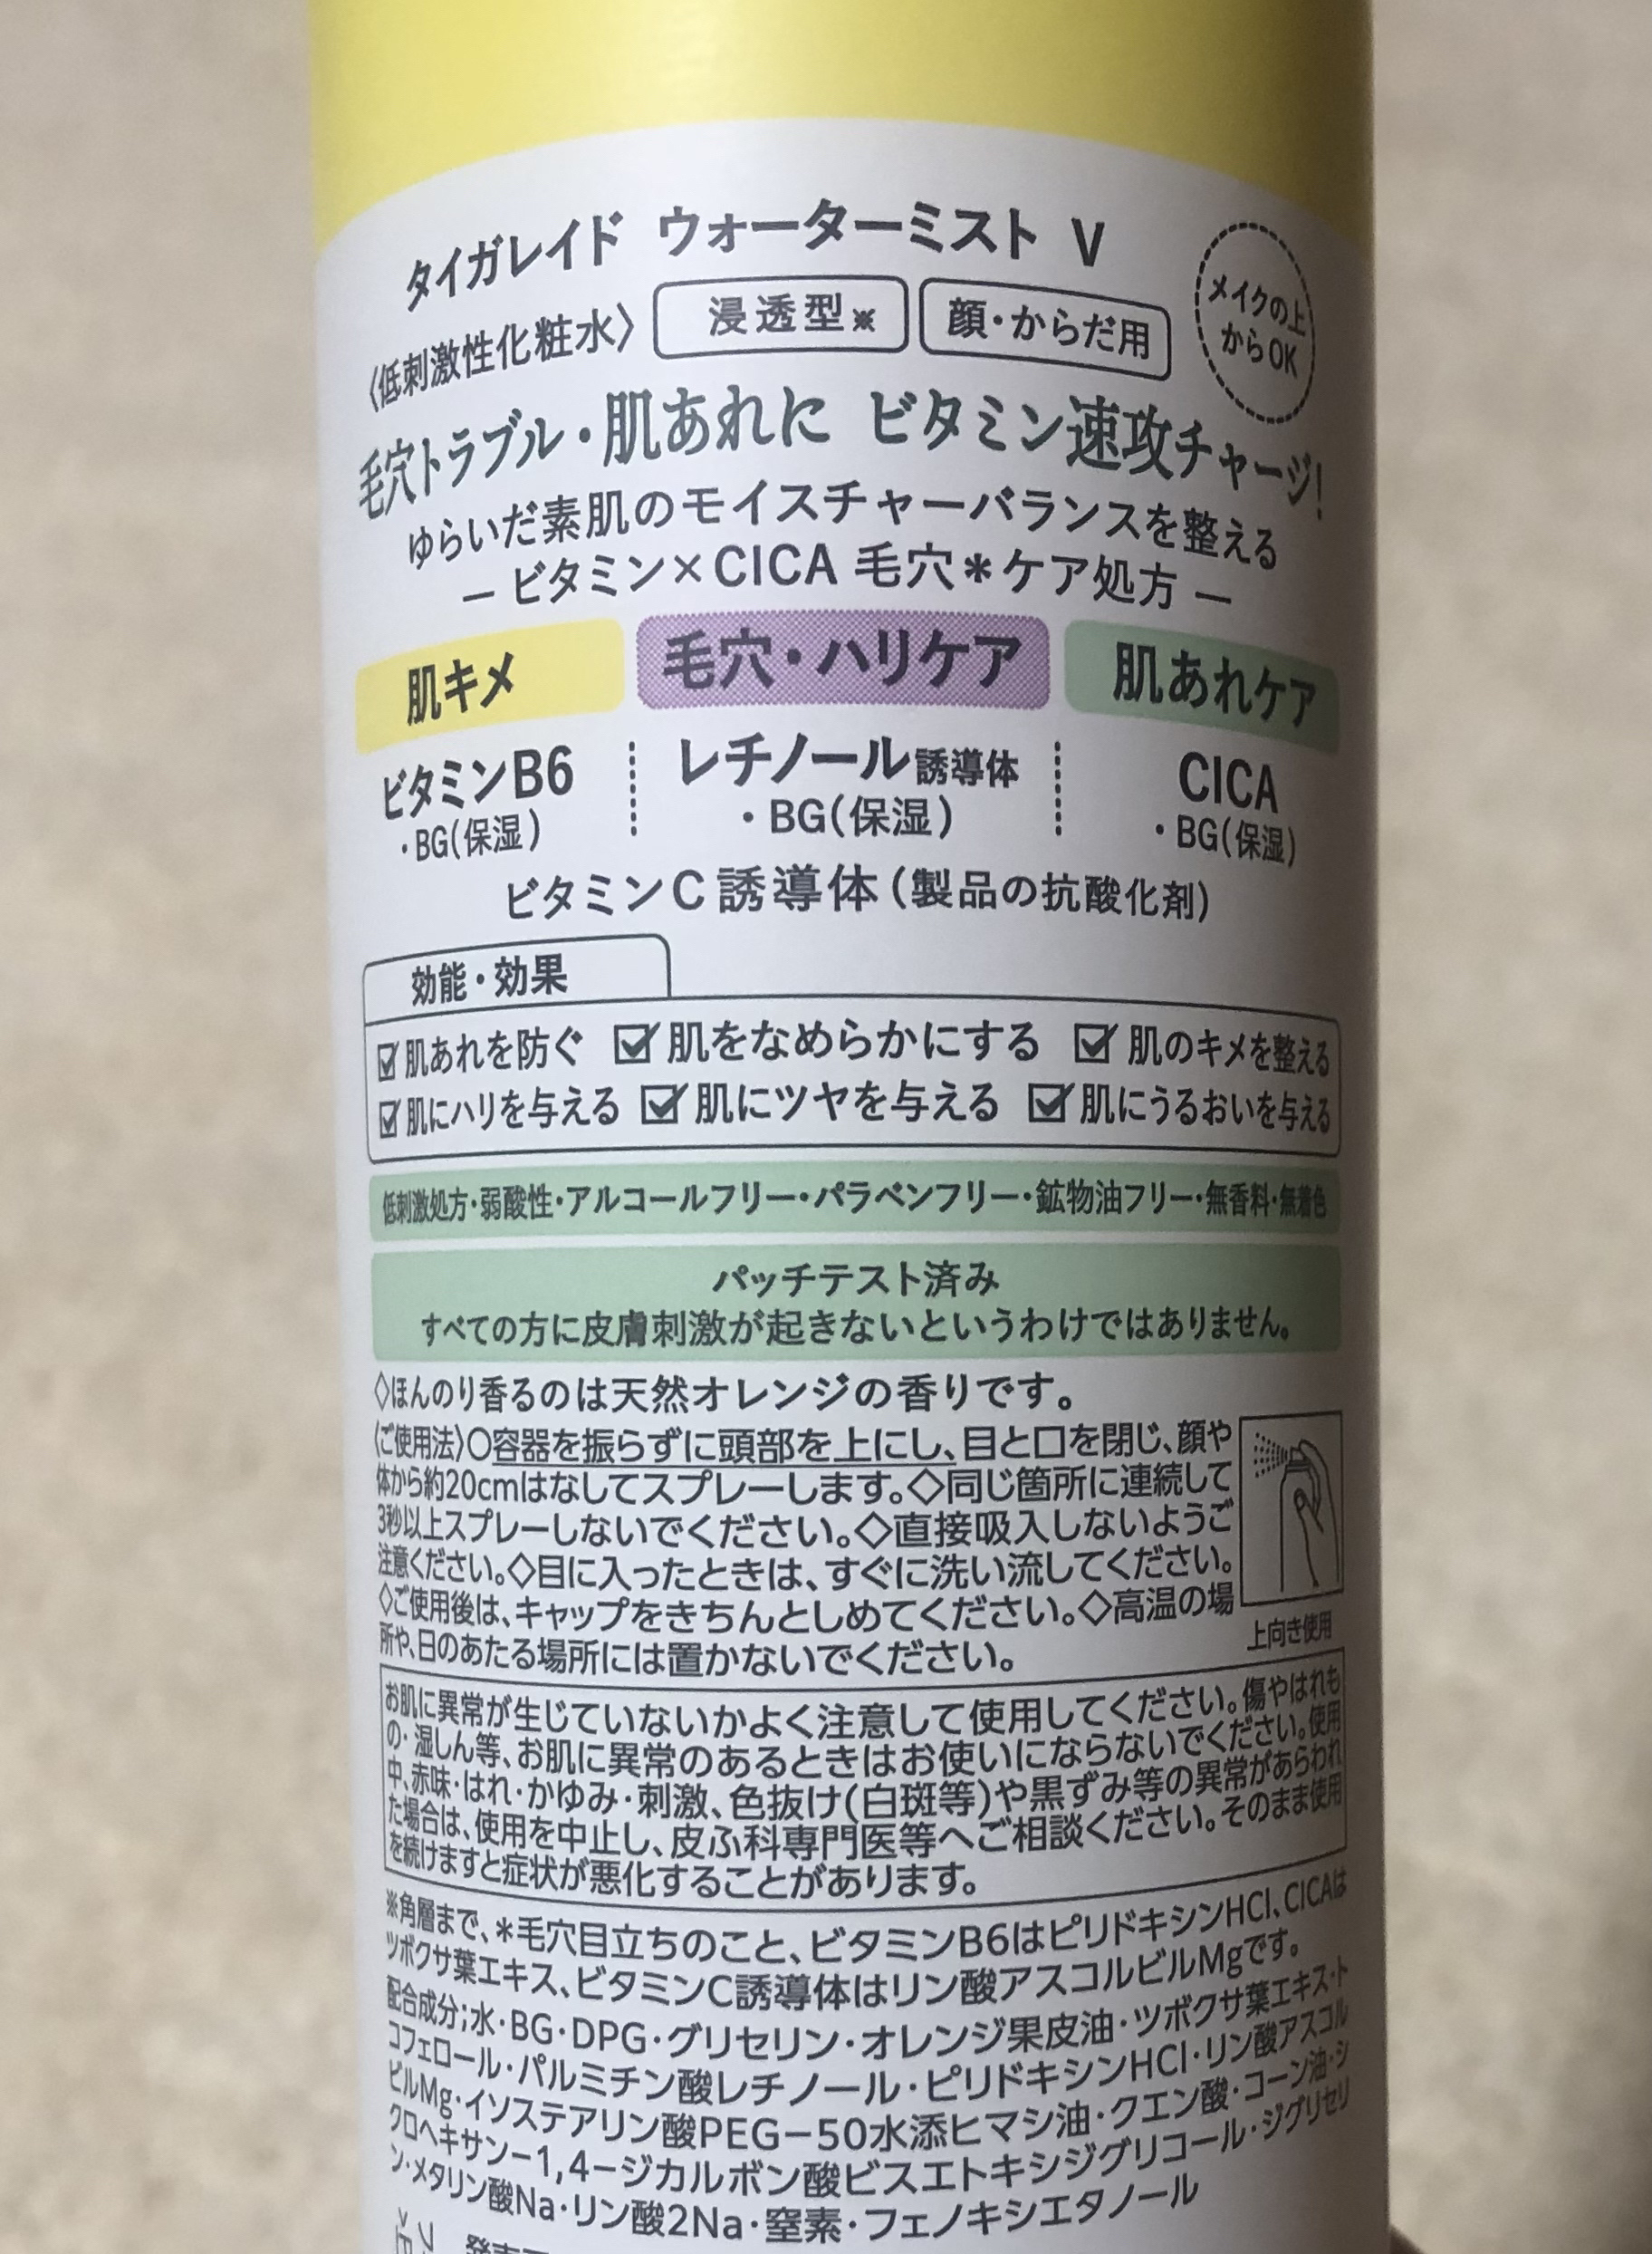 タイガレイド ウォーターミスト V
〈低刺激性化粧水〉 浸透型※ 顔・からだ用
メイクの上
からOK
毛穴トラブル・肌あれに ビタミン速攻チャージ!
ゆらいだ素肌のモイスチャーバランスを整える
— ビタミン×CICA 毛穴*ケア処方 —
肌キメ 毛穴・ハリケア 肌あれケア
ビタミンB6 レチノール誘導体 CICA
・BG(保湿) ・BG(保湿) ・BG(保湿)
ビタミンC誘導体(製品の抗酸化剤)
効能・効果
☑肌あれを防ぐ ☑肌をなめらかにする ☑肌のキメを整える
☑肌にハリを与える ☑肌にツヤを与える ☑肌にうるおいを与える
低刺激処方・弱酸性・アルコールフリー・パラベンフリー・鉱物油フリー・無香料・無着色
パッチテスト済み
すべての方に皮膚刺激が起きないというわけではありません。
◇ほんのり香るのは天然オレンジの香りです。
〈ご使用法〉○容器を振らずに頭部を上にし、目と口を閉じ、顔や
体から約20cmはなしてスプレーします。◇同じ箇所に連続して
3秒以上スプレーしないでください。◇直接吸入しないようご
注意ください。◇目に入ったときは、すぐに洗い流してください。
◇ご使用後は、キャップをきちんとしめてください。◇高温の場
所や、日のあたる場所には置かないでください。
上向き使用
お肌に異常が生じていないかよく注意して使用してください。傷やはれも
の・湿しん等、お肌に異常のあるときはお使いにならないでください。使用
中、赤味・はれ・かゆみ・刺激、色抜け(白斑等)や黒ずみ等の異常があらわれ
た場合は、使用を中止し、皮ふ科専門医等へご相談ください。そのまま使用
を続けますと症状が悪化することがあります。
※角層まで、*毛穴目立ちのこと、ビタミンB6はピリドキシンHCl、CICAは
ツボクサ葉エキス、ビタミンC誘導体はリン酸アスコルビルMgです。
配合成分;水・BG・DPG・グリセリン・オレンジ果皮油・ツボクサ葉エキス・ト
コフェロール・パルミチン酸レチノール・ピリドキシンHCl・リン酸アスコル
ビルMg・イソステアリン酸PEG-50水添ヒマシ油・クエン酸・コーン油・シ
クロヘキサン-1,4-ジカルボン酸ビスエトキシジグリコール・ジグリセリ
ン・メタリン酸Na・リン酸2Na・窒素・フェノキシエタノール